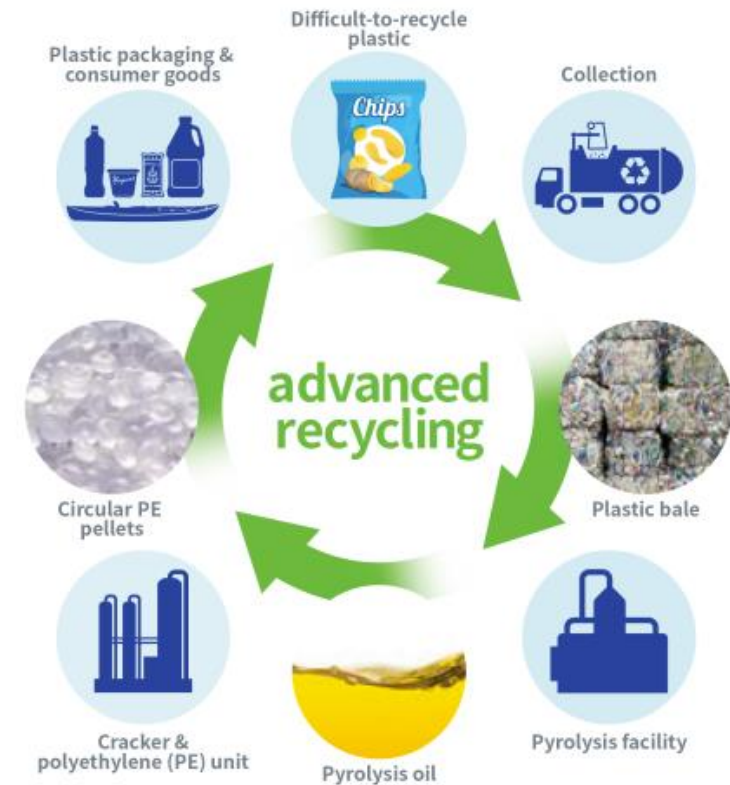 Difficult-to-recycle
plastic
Plastic packaging &
consumer goods
Collection
Chips
advanced
recycling
Circular PE
pellets
Plastic bale
Cracker &
polyethylene (PE) unit
Pyrolysis oil
Pyrolysis facility